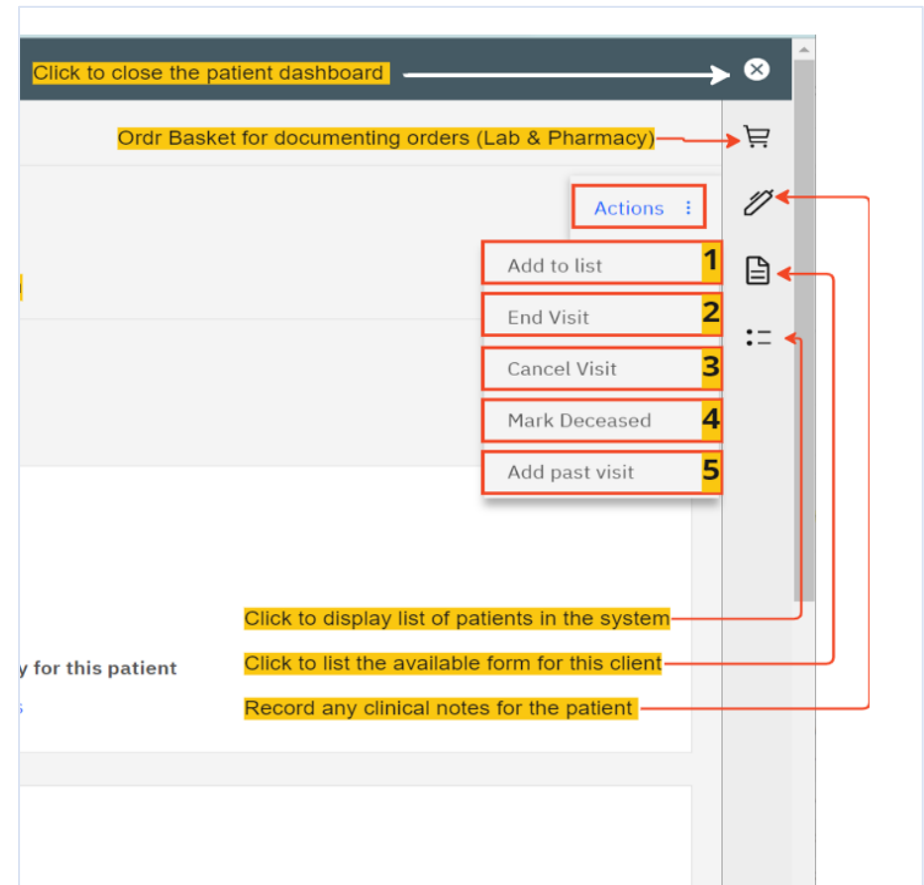 Click to close the patient dashboard
Ordr Basket for documenting orders (Lab & Pharmacy)
Actions
Add to list 1
End Visit 2
Cancel Visit 3
Mark Deceased 4
Add past visit 5
Click to display list of patients in the system
y for this patient
Click to list the available form for this client
Record any clinical notes for the patient